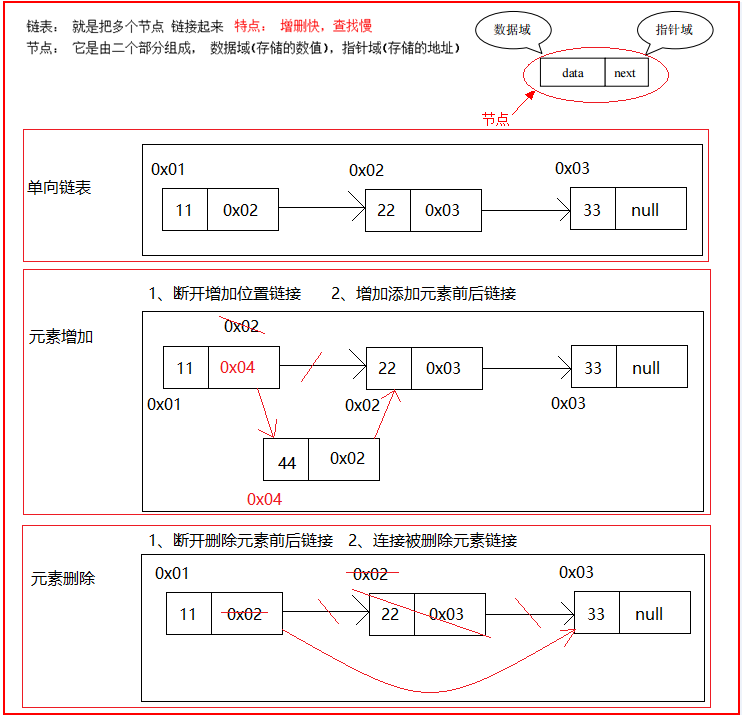 链表： 就是把多个节点 链接起来 特点： 增删快，查找慢
节点： 它是由二个部分组成， 数据域(存储的数值)，指针域(存储的地址)
数据域
指针域
data next
节点
单向链表
0x01 0x02 0x03
11 0x02 22 0x03 33 null
元素增加
1、断开增加位置链接 2、增加添加元素前后链接
0x02
11 0x04 22 0x03 33 null
0x01 0x02 0x03
44 0x02
0x04
元素删除
1、断开删除元素前后链接 2、连接被删除元素链接
0x01 0x02 0x03
11 0x02 22 0x03 33 null